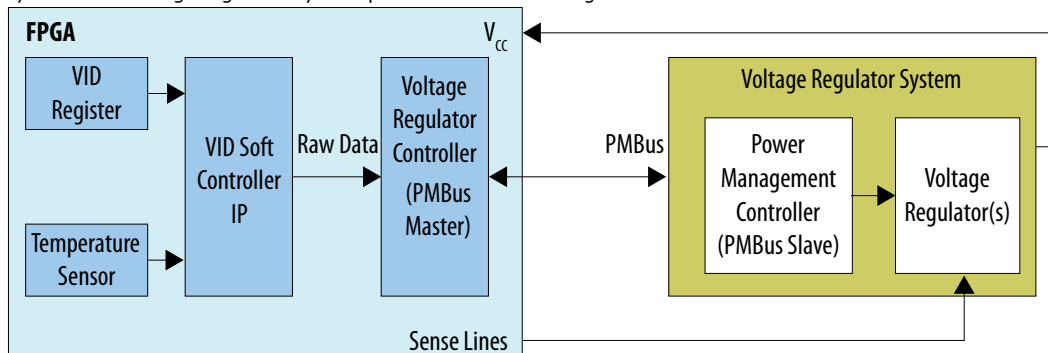 FPGA
V_CC
VID
Register
Temperature
Sensor
VID Soft
Controller
IP
Raw Data
Voltage
Regulator
Controller
(PMBus
Master)
Sense Lines
PMBus
Voltage Regulator System
Power
Management
Controller
(PMBus Slave)
Voltage
Regulator(s)